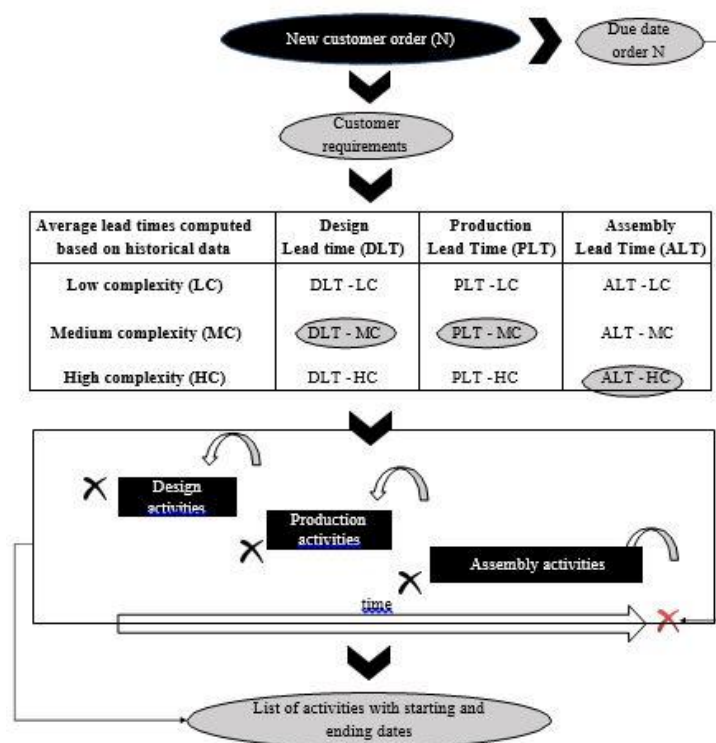 New customer order (N)
Due date
order N
Customer
requirements
Average lead times computed
based on historical data
Design
Lead time (DLT)
Production
Lead Time (PLT)
Assembly
Lead Time (ALT)
Low complexity (LC)
DLT - LC
PLT - LC
ALT - LC
Medium complexity (MC)
DLT - MC
PLT - MC
ALT - MC
High complexity (HC)
DLT - HC
PLT - HC
ALT - HC
Design
activities
Production
activities
Assembly activities
time
List of activities with starting and
ending dates